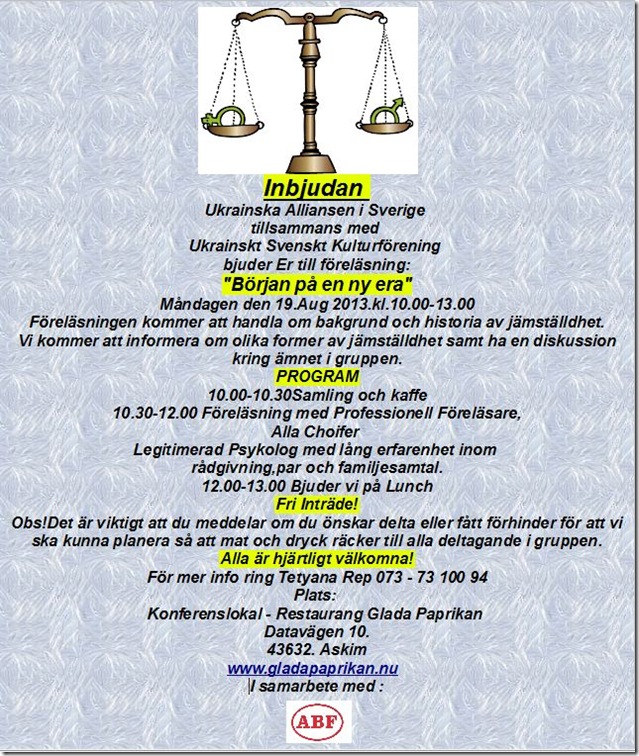 Inbjudan
Ukrainska Alliansen i Sverige
tillsammans med
Ukrainskt Svenskt Kulturförening
bjuder Er till föreläsning:
"Början på en ny era"
Måndagen den 19.Aug 2013.kl.10.00-13.00
Föreläsningen kommer att handla om bakgrund och historia av jämställdhet.
Vi kommer att informera om olika former av jämställdhet samt ha en diskussion
kring ämnet i gruppen.
PROGRAM
10.00-10.30Samling och kaffe
10.30-12.00 Föreläsning med Professionell Föreläsare,
Alla Choifer
Legitimerad Psykolog med lång erfarenhet inom
rådgivning,par och familjesamtal.
12.00-13.00 Bjuder vi på Lunch
Fri Inträde!
Obs!Det är viktigt att du meddelar om du önskar delta eller fått förhinder för att vi
ska kunna planera så att mat och dryck räcker till alla deltagande i gruppen.
Alla är hjärtligt välkomna!
För mer info ring Tetyana Rep 073 - 73 100 94
Plats:
Konferenslokal - Restaurang Glada Paprikan
Datavägen 10.
43632. Askim
www.gladapaprikan.nu
I samarbete med :
ABF